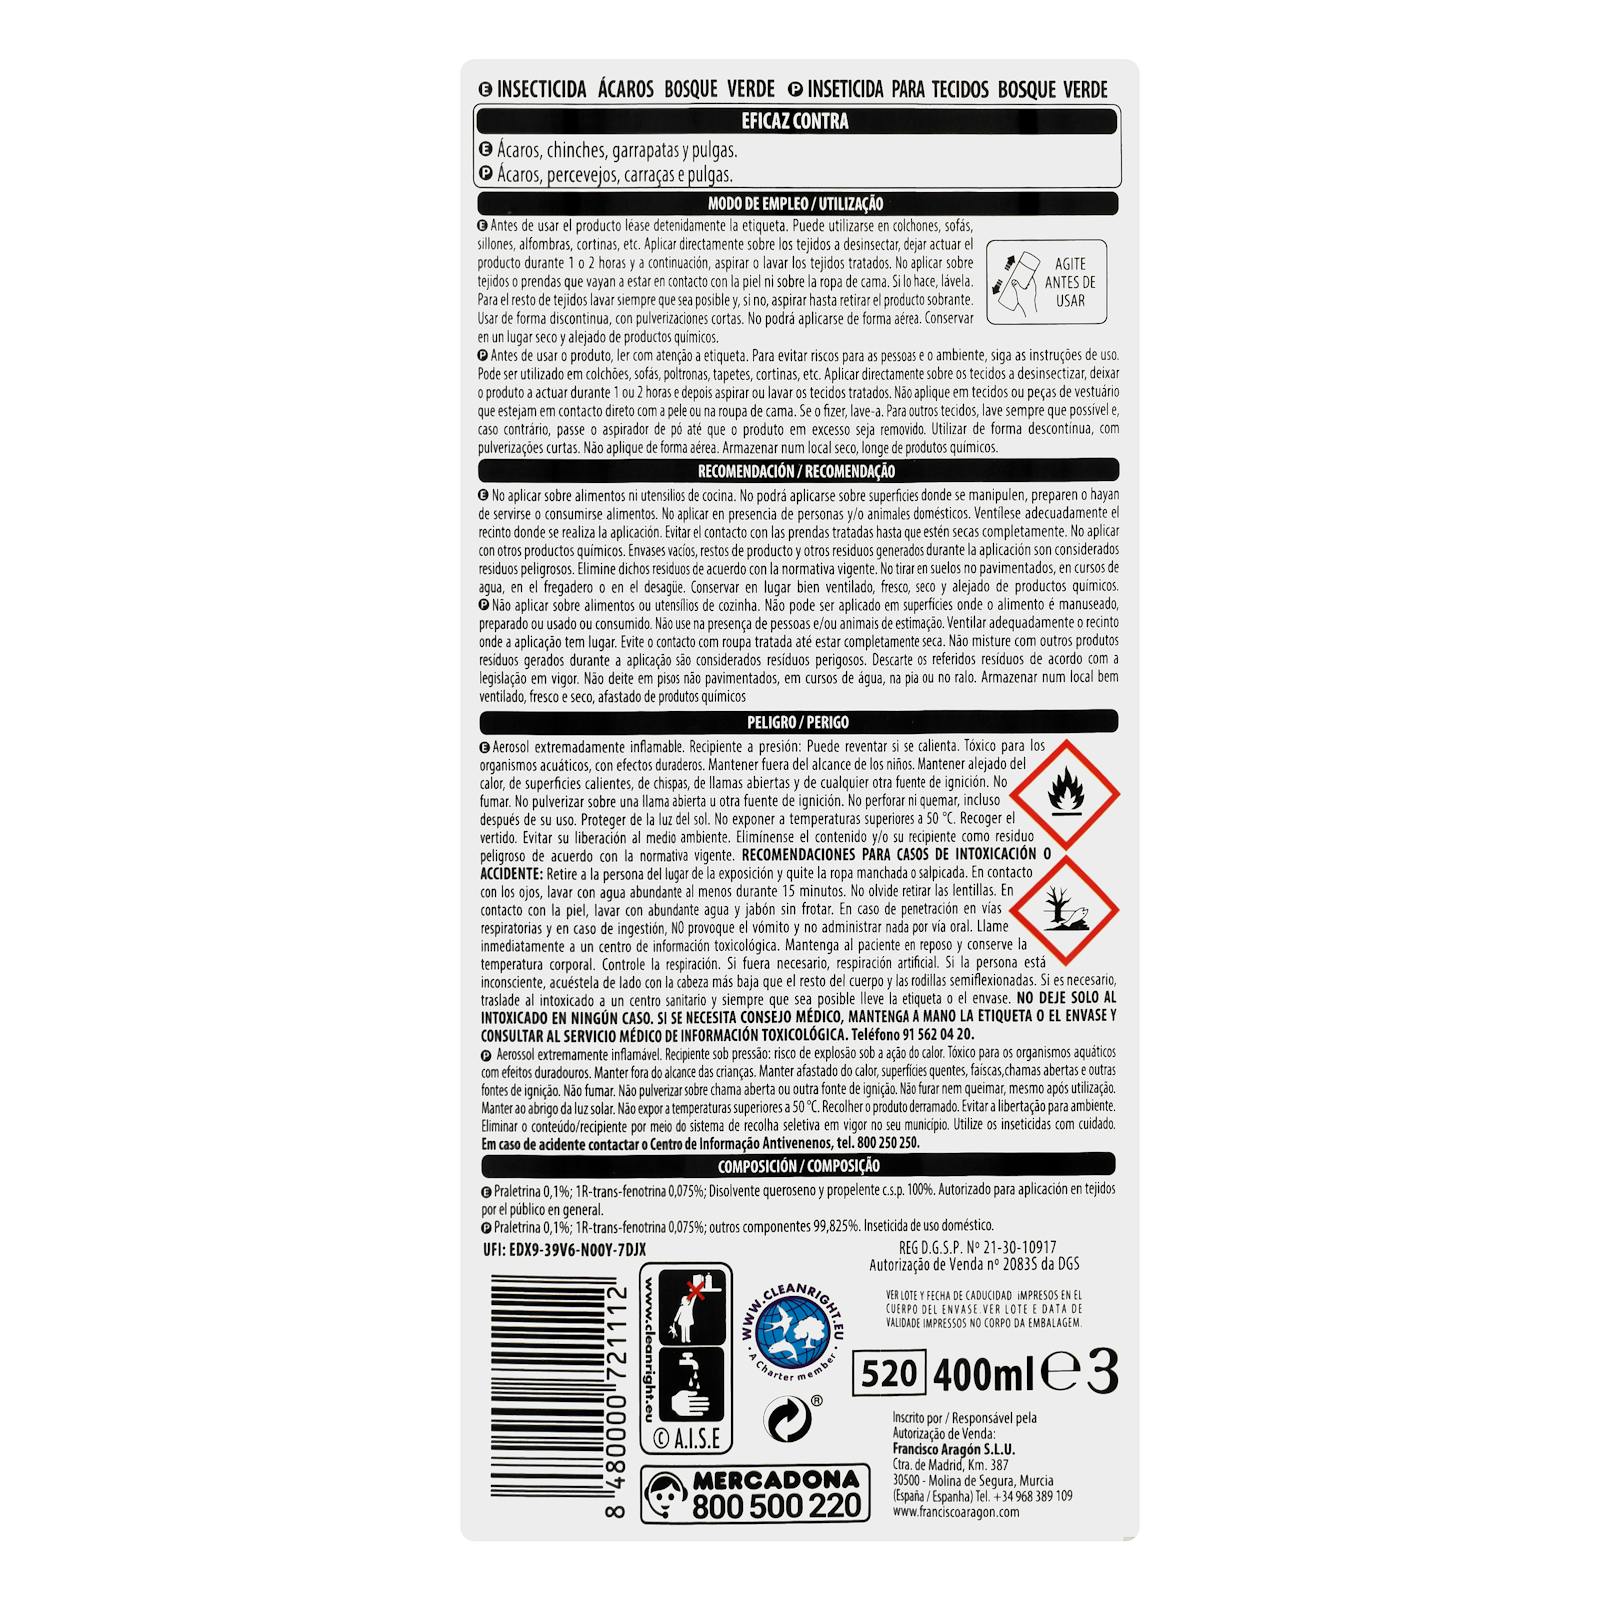 E INSECTICIDA ÁCAROS BOSQUE VERDE P INSETICIDA PARA TECIDOS BOSQUE VERDE
EFICAZ CONTRA
E Ácaros, chinches, garrapatas y pulgas.
P Ácaros, percevejos, carraças e pulgas.
MODO DE EMPLEO / UTILIZAÇÃO
E Antes de usar el producto léase detenidamente la etiqueta. Puede utilizarse en colchones, sofás,
sillones, alfombras, cortinas, etc. Aplicar directamente sobre los tejidos a desinsectar, dejar actuar el
producto durante 1 o 2 horas y a continuación, aspirar o lavar los tejidos tratados. No aplicar sobre
tejidos o prendas que vayan a estar en contacto con la piel ni sobre la ropa de cama. Si lo hace, lávela.
Para el resto de tejidos lavar siempre que sea posible y, si no, aspirar hasta retirar el producto sobrante.
Usar de forma discontinua, con pulverizaciones cortas. No podrá aplicarse de forma aérea. Conservar
en un lugar seco y alejado de productos químicos.
AGITE
ANTES DE
USAR
P Antes de usar o produto, ler com atenção a etiqueta. Para evitar riscos para as pessoas e o ambiente, siga as instruções de uso.
Pode ser utilizado em colchões, sofás, poltronas, tapetes, cortinas, etc. Aplicar directamente sobre os tecidos a desinsectizar, deixar
o produto a actuar durante 1 ou 2 horas e depois aspirar ou lavar os tecidos tratados. Não aplique em tecidos ou peças de vestuário
que estejam em contacto direto com a pele ou na roupa de cama. Se o fizer, lave-a. Para outros tecidos, lave sempre que possível e,
caso contrário, passe o aspirador de pó até que o produto em excesso seja removido. Utilizar de forma descontínua, com
pulverizações curtas. Não aplique de forma aérea. Armazenar num local seco, longe de produtos químicos.
RECOMENDACIÓN / RECOMENDAÇÃO
E No aplicar sobre alimentos ni utensilios de cocina. No podrá aplicarse sobre superficies donde se manipulen, preparen o hayan
de servirse o consumirse alimentos. No aplicar en presencia de personas y/o animales domésticos. Ventílese adecuadamente el
recinto donde se realiza la aplicación. Evitar el contacto con las prendas tratadas hasta que estén secas completamente. No aplicar
con otros productos químicos. Envases vacíos, restos de producto y otros residuos generados durante la aplicación son considerados
residuos peligrosos. Elimine dichos residuos de acuerdo con la normativa vigente. No tirar en suelos no pavimentados, en cursos de
agua, en el fregadero o en el desagüe. Conservar en lugar bien ventilado, fresco, seco y alejado de productos químicos.
P Não aplicar sobre alimentos ou utensílios de cozinha. Não pode ser aplicado em superfícies onde o alimento é manuseado,
preparado ou usado ou consumido. Não use na presença de pessoas e/ou animais de estimação. Ventilar adequadamente o recinto
onde a aplicação tem lugar. Evite o contacto com roupa tratada até estar completamente seca. Não misture com outros produtos
resíduos gerados durante a aplicação são considerados resíduos perigosos. Descarte os referidos resíduos de acordo com a
legislação em vigor. Não deite em pisos não pavimentados, em cursos de água, na pia ou no ralo. Armazenar num local bem
ventilado, fresco e seco, afastado de produtos químicos
PELIGRO / PERIGO
E Aerosol extremadamente inflamable. Recipiente a presión: Puede reventar si se calienta. Tóxico para los
organismos acuáticos, con efectos duraderos. Mantener fuera del alcance de los niños. Mantener alejado del
calor, de superficies calientes, de chispas, de llamas abiertas y de cualquier otra fuente de ignición. No
fumar. No pulverizar sobre una llama abierta u otra fuente de ignición. No perforar ni quemar, incluso
después de su uso. Proteger de la luz del sol. No exponer a temperaturas superiores a 50 °C. Recoger el
vertido. Evitar su liberación al medio ambiente. Elimínense el contenido y/o su recipiente como residuo
peligroso de acuerdo con la normativa vigente. RECOMENDACIONES PARA CASOS DE INTOXICACIÓN O
ACCIDENTE: Retire a la persona del lugar de la exposición y quite la ropa manchada o salpicada. En contacto
con los ojos, lavar con agua abundante al menos durante 15 minutos. No olvide retirar las lentillas. En
contacto con la piel, lavar con abundante agua y jabón sin frotar. En caso de penetración en vías
respiratorias y en caso de ingestión, NO provoque el vómito y no administrar nada por vía oral. Llame
inmediatamente a un centro de información toxicológica. Mantenga al paciente en reposo y conserve la
temperatura corporal. Controle la respiración. Si fuera necesario, respiración artificial. Si la persona está
inconsciente, acuéstela de lado con la cabeza más baja que el resto del cuerpo y las rodillas semiflexionadas. Si es necesario,
traslade al intoxicado a un centro sanitario y siempre que sea posible lleve la etiqueta o el envase. NO DEJE SOLO AL
INTOXICADO EN NINGÚN CASO. SI SE NECESITA CONSEJO MÉDICO, MANTENGA A MANO LA ETIQUETA O EL ENVASE Y
CONSULTAR AL SERVICIO MÉDICO DE INFORMACIÓN TOXICOLÓGICA. Teléfono 91 562 04 20.
P Aerossol extremamente inflamável. Recipiente sob pressão: risco de explosão sob a ação do calor. Tóxico para os organismos aquáticos
com efeitos duradouros. Manter fora do alcance das crianças. Manter afastado do calor, superfícies quentes, faíscas,chamas abertas e outras
fontes de ignição. Não fumar. Não pulverizar sobre chama aberta ou outra fonte de ignição. Não furar nem queimar, mesmo após utilização.
Manter ao abrigo da luz solar. Não expor a temperaturas superiores a 50 °C. Recolher o produto derramado. Evitar a libertação para ambiente.
Eliminar o conteúdo/recipiente por meio do sistema de recolha seletiva em vigor no seu município. Utilize os inseticidas com cuidado.
Em caso de acidente contactar o Centro de Informação Antivenenos, tel. 800 250 250.
COMPOSICIÓN / COMPOSIÇÃO
E Praletrina 0,1%; 1R-trans-fenotrina 0,075%; Disolvente queroseno y propelente c.s.p. 100%. Autorizado para aplicación en tejidos
por el público en general.
P Praletrina 0,1%; 1R-trans-fenotrina 0,075%; outros componentes 99,825%. Inseticida de uso doméstico.
UFI: EDX9-39V6-N00Y-7DJX
REG D.G.S.P. Nº 21-30-10917
Autorização de Venda nº 2083S da DGS
VER LOTE Y FECHA DE CADUCIDAD IMPRESOS EN EL
CUERPO DEL ENVASE.VER LOTE E DATA DE
VALIDADE IMPRESSOS NO CORPO DA EMBALAGEM.
8 480000 721112
www.cleanright.eu
© A.I.S.E
WWW.CLEANRIGHT.EU
• A Charter member •
®
520 400ml e 3
MERCADONA
800 500 220
Inscrito por / Responsável pela
Autorização de Venda:
Francisco Aragón S.L.U.
Ctra. de Madrid, Km. 387
30500 - Molina de Segura, Murcia
(España / Espanha) Tel. +34 968 389 109
www.franciscoaragon.com